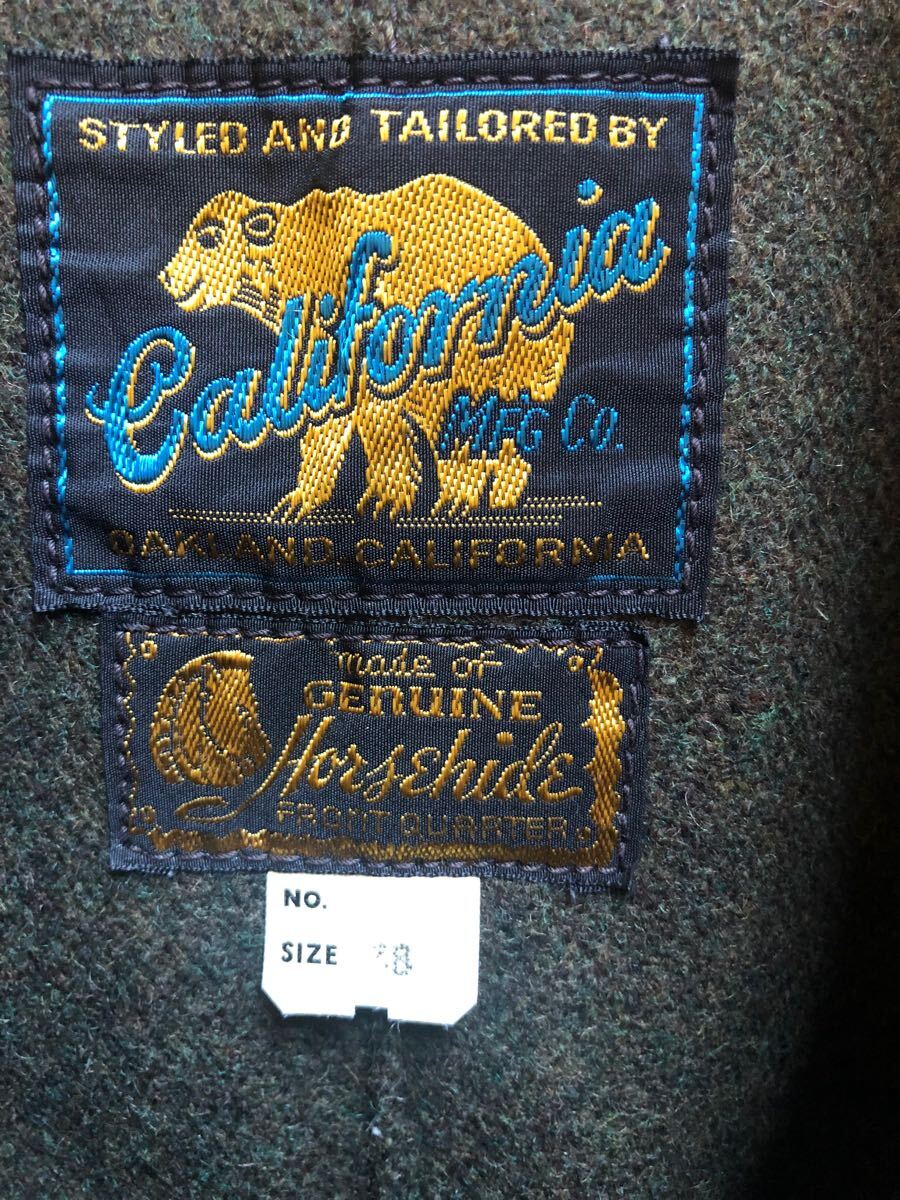 STYLED AND TAILORED BY
California
MFG CO.
OAKLAND, CALIFORNIA
made of
GENUINE
Horsehide
FRONT QUARTER
NO.
SIZE